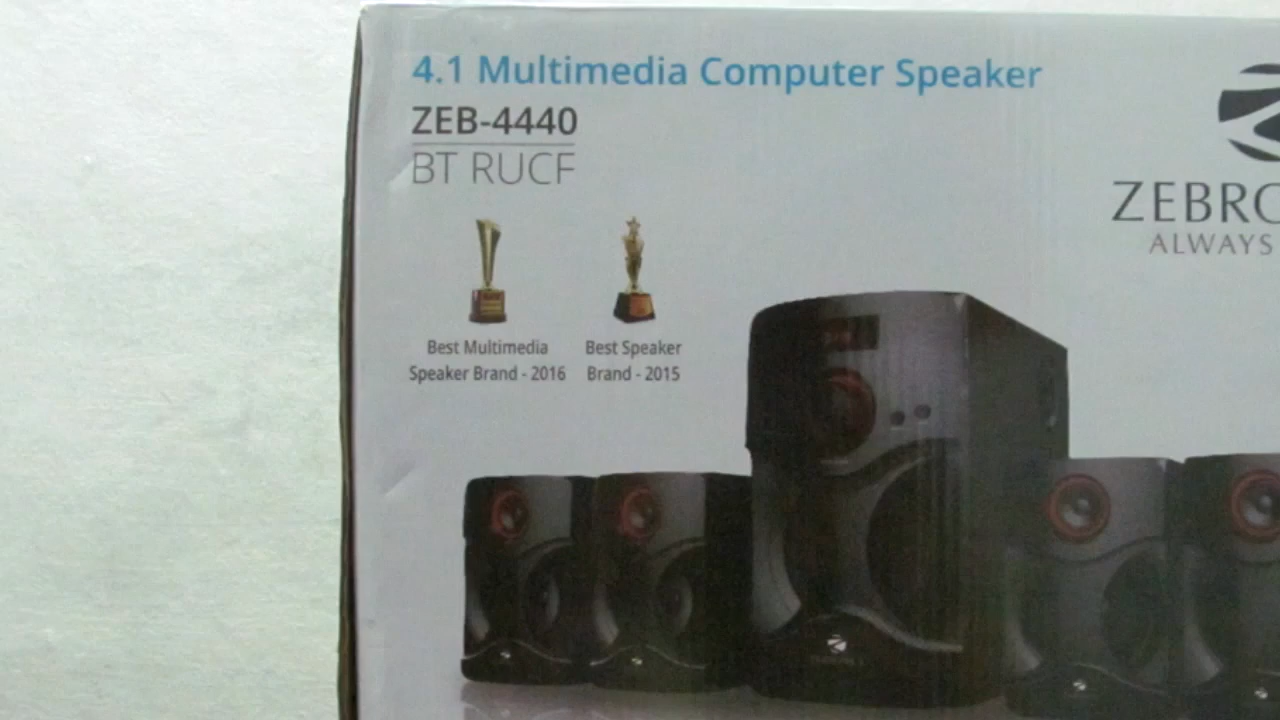 4.1 Multimedia Computer Speaker
ZEB-4440
BT RUCF
ZEBRO
ALWAYS
Best Multimedia
Speaker Brand - 2016
Best Speaker
Brand - 2015